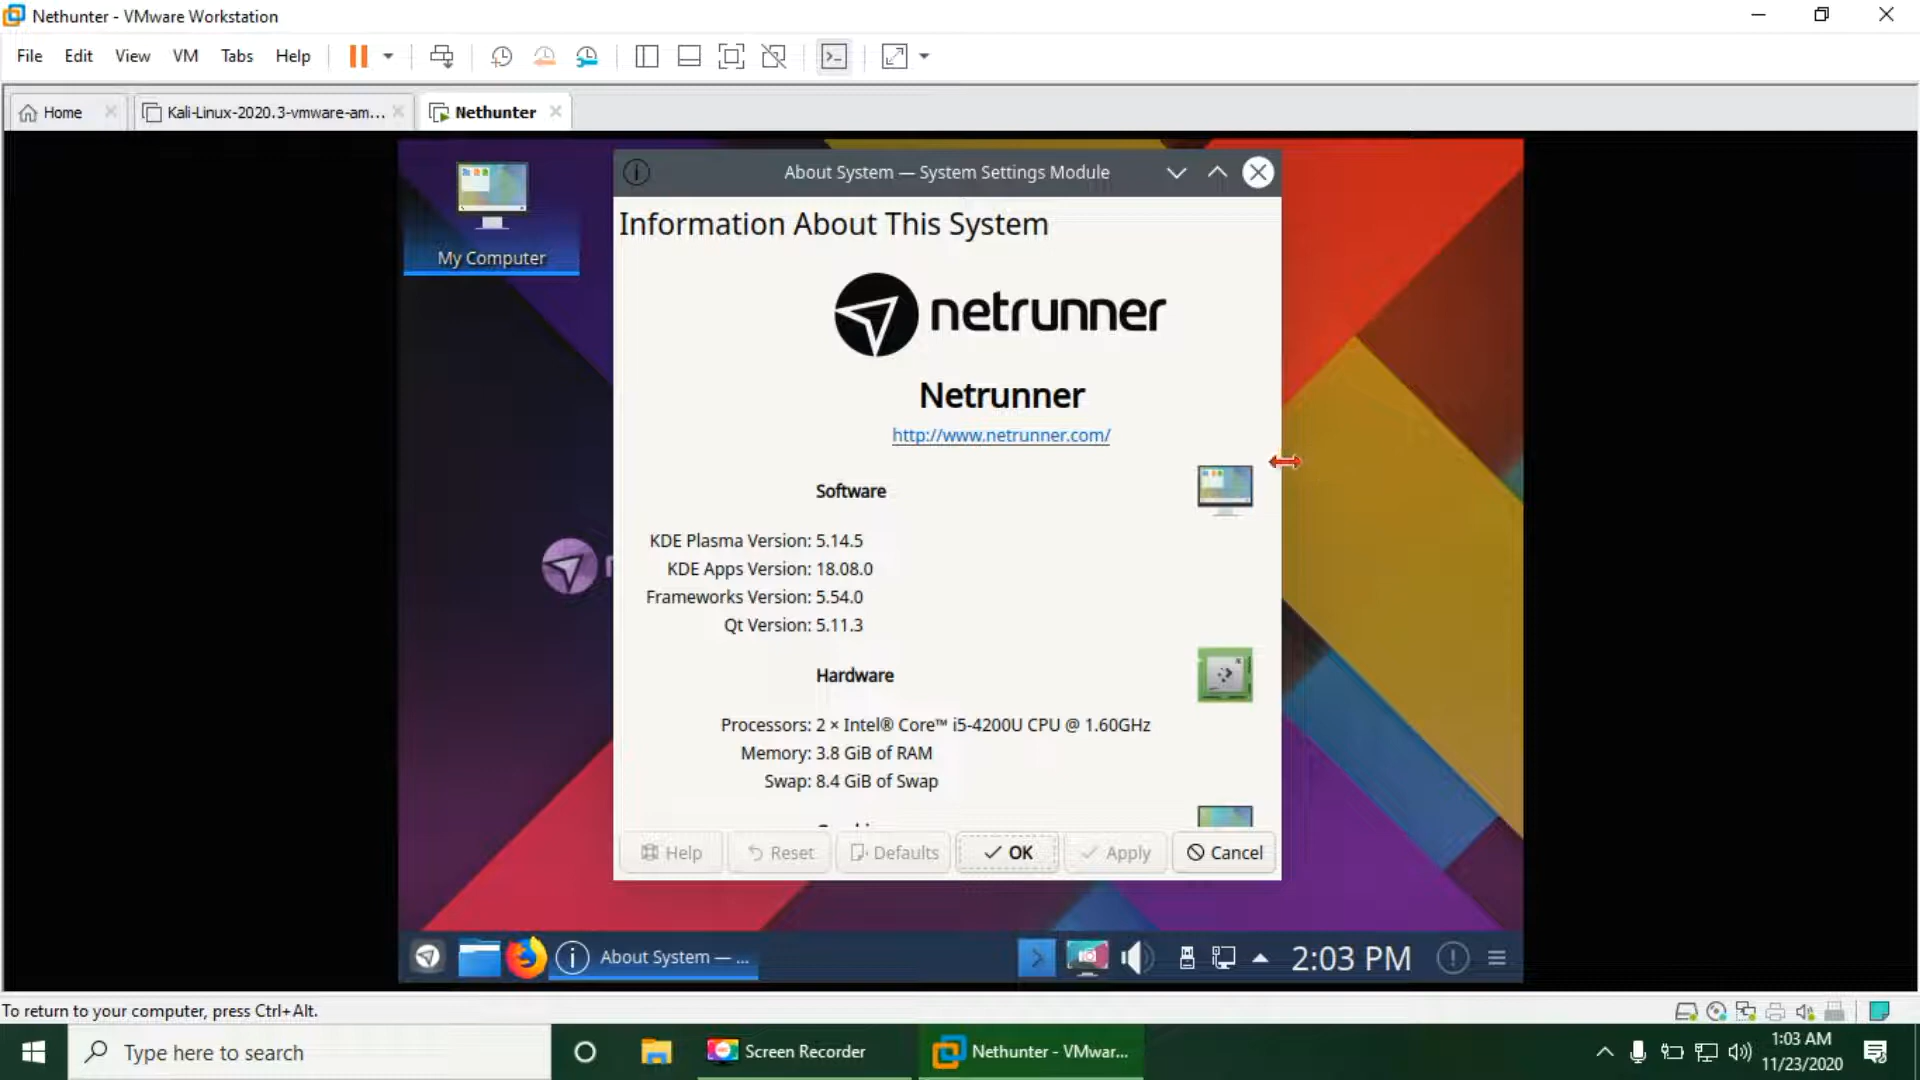 Nethunter - VMware Workstation
File Edit View VM Tabs Help
Home Kali-Linux-2020.3-vmware-am... Nethunter
My Computer
About System — System Settings Module
Information About This System
netrunner
Netrunner
http://www.netrunner.com/
Software
KDE Plasma Version: 5.14.5
KDE Apps Version: 18.08.0
Frameworks Version: 5.54.0
Qt Version: 5.11.3
Hardware
Processors: 2 × Intel® Core™ i5-4200U CPU @ 1.60GHz
Memory: 3.8 GiB of RAM
Swap: 8.4 GiB of Swap
Help Reset Defaults OK Apply Cancel
About System — ... 2:03 PM
To return to your computer, press Ctrl+Alt.
Type here to search Screen Recorder Nethunter - VMwar... 1:03 AM
11/23/2020